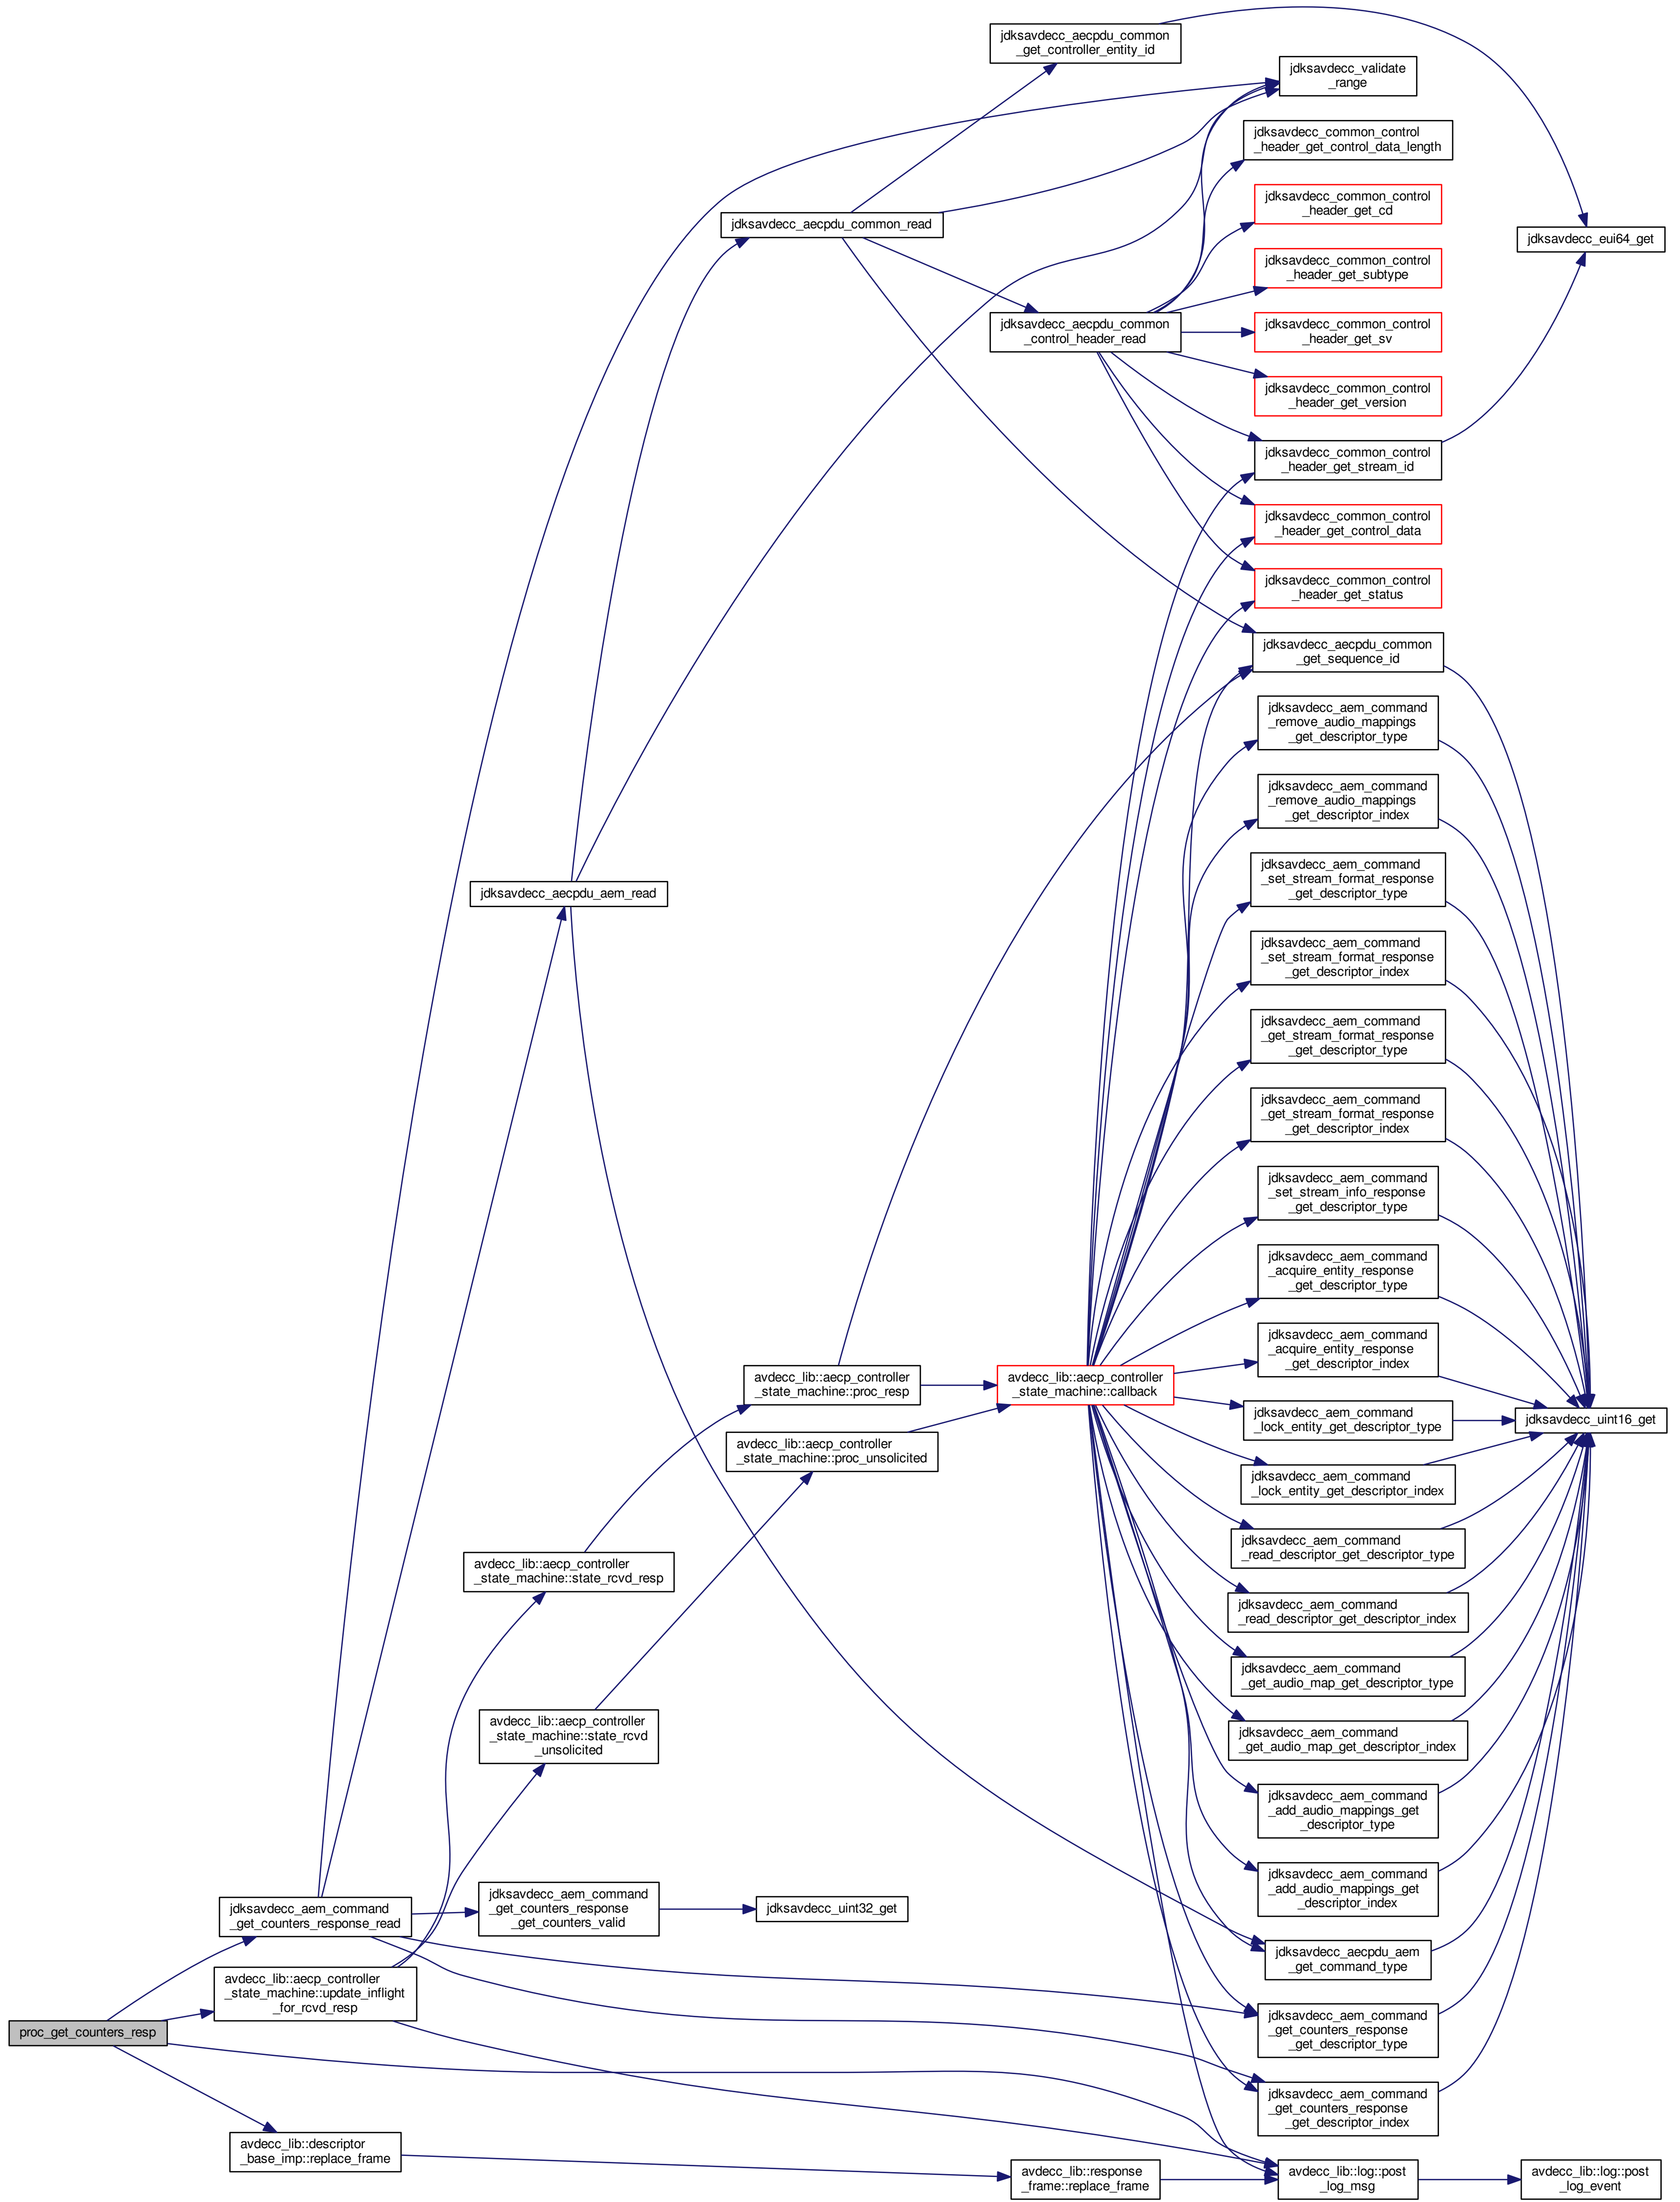 jdksavdecc_aecpdu_common
_get_controller_entity_id
jdksavdecc_validate
_range
jdksavdecc_common_control
_header_get_control_data_length
jdksavdecc_common_control
_header_get_cd
jdksavdecc_aecpdu_common_read
jdksavdecc_eui64_get
jdksavdecc_common_control
_header_get_subtype
jdksavdecc_aecpdu_common
_control_header_read
jdksavdecc_common_control
_header_get_sv
jdksavdecc_common_control
_header_get_version
jdksavdecc_common_control
_header_get_stream_id
jdksavdecc_common_control
_header_get_control_data
jdksavdecc_common_control
_header_get_status
jdksavdecc_aecpdu_common
_get_sequence_id
jdksavdecc_aem_command
_remove_audio_mappings
_get_descriptor_type
jdksavdecc_aem_command
_remove_audio_mappings
_get_descriptor_index
jdksavdecc_aecpdu_aem_read
jdksavdecc_aem_command
_set_stream_format_response
_get_descriptor_type
jdksavdecc_aem_command
_set_stream_format_response
_get_descriptor_index
jdksavdecc_aem_command
_get_stream_format_response
_get_descriptor_type
jdksavdecc_aem_command
_get_stream_format_response
_get_descriptor_index
jdksavdecc_aem_command
_set_stream_info_response
_get_descriptor_type
jdksavdecc_aem_command
_acquire_entity_response
_get_descriptor_type
jdksavdecc_aem_command
_acquire_entity_response
_get_descriptor_index
avdecc_lib::aecp_controller
_state_machine::proc_resp
avdecc_lib::aecp_controller
_state_machine::callback
jdksavdecc_aem_command
_lock_entity_get_descriptor_type
jdksavdecc_uint16_get
avdecc_lib::aecp_controller
_state_machine::proc_unsolicited
jdksavdecc_aem_command
_lock_entity_get_descriptor_index
jdksavdecc_aem_command
_read_descriptor_get_descriptor_type
avdecc_lib::aecp_controller
_state_machine::state_rcvd_resp
jdksavdecc_aem_command
_read_descriptor_get_descriptor_index
jdksavdecc_aem_command
_get_audio_map_get_descriptor_type
avdecc_lib::aecp_controller
_state_machine::state_rcvd
_unsolicited
jdksavdecc_aem_command
_get_audio_map_get_descriptor_index
jdksavdecc_aem_command
_add_audio_mappings_get
_descriptor_type
jdksavdecc_aem_command
_add_audio_mappings_get
_descriptor_index
jdksavdecc_aem_command
_get_counters_response_read
jdksavdecc_aem_command
_get_counters_response
_get_counters_valid
jdksavdecc_uint32_get
jdksavdecc_aecpdu_aem
_get_command_type
avdecc_lib::aecp_controller
_state_machine::update_inflight
_for_rcvd_resp
proc_get_counters_resp
jdksavdecc_aem_command
_get_counters_response
_get_descriptor_type
jdksavdecc_aem_command
_get_counters_response
_get_descriptor_index
avdecc_lib::descriptor
_base_imp::replace_frame
avdecc_lib::response
_frame::replace_frame
avdecc_lib::log::post
_log_msg
avdecc_lib::log::post
_log_event